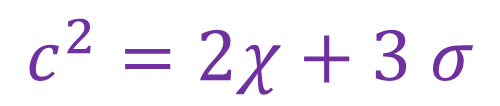 c² = 2χ + 3 σ